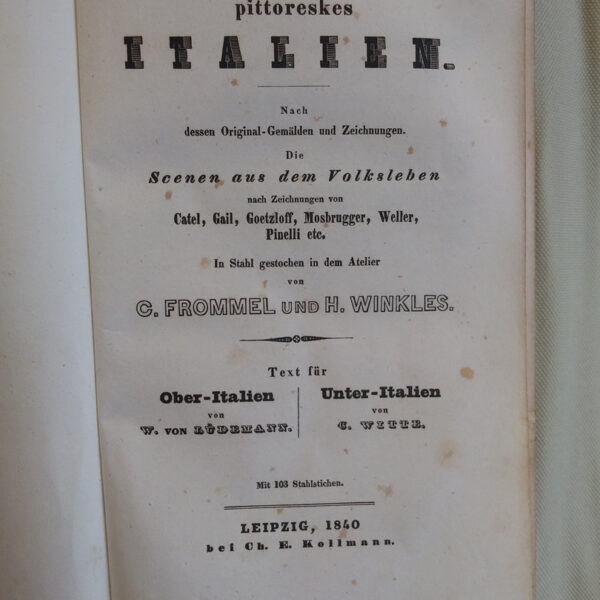 pittoreskes
ITALIEN.
Nach
dessen Original-Gemälden und Zeichnungen.
Die
Scenen aus dem Volksleben
nach Zeichnungen von
Catel, Gail, Goetzloff, Mosbrugger, Weller,
Pinelli etc.
In Stahl gestochen in dem Atelier
von
C. FROMMEL UND H. WINKLES.
Text für
Ober-Italien
von
W. VON LÜDEMANN.
Unter-Italien
von
C. WITTE.
Mit 103 Stahlstichen.
LEIPZIG, 1840
bei Ch. E. Kollmann.